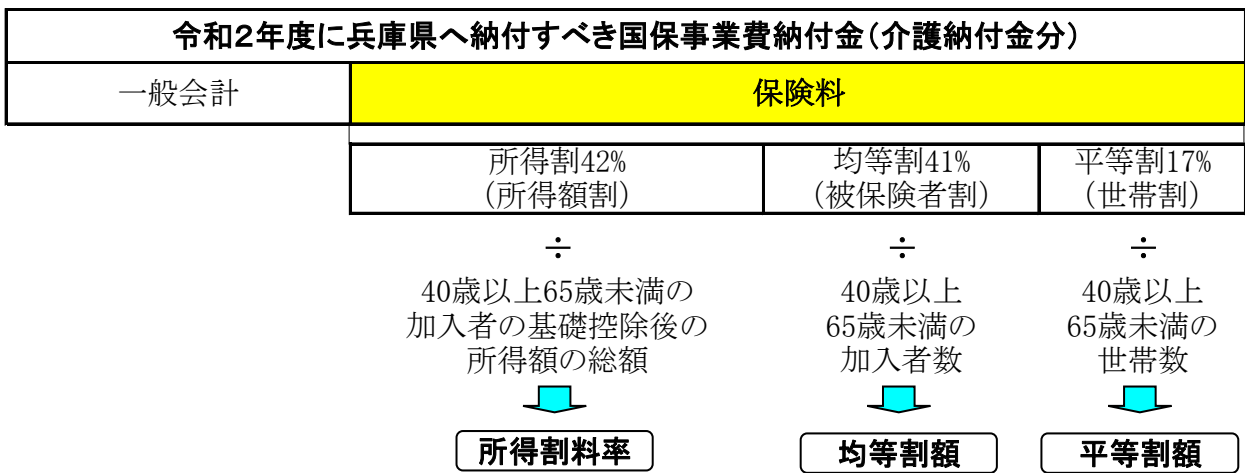 令和２年度に兵庫県へ納付すべき国保事業費納付金（介護納付金分）
一般会計
保険料
所得割42%
（所得額割）
均等割41%
（被保険者割）
平等割17%
（世帯割）
÷
÷
÷
40歳以上65歳未満の
加入者の基礎控除後の
所得額の総額
40歳以上
65歳未満の
加入者数
40歳以上
65歳未満の
世帯数
所得割料率
均等割額
平等割額